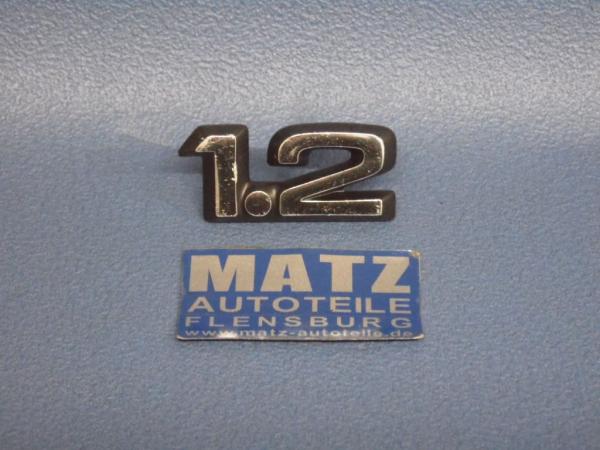 1.2
MATZ
AUTOTEILE
FLENSBURG
www.matz-autoteile.de